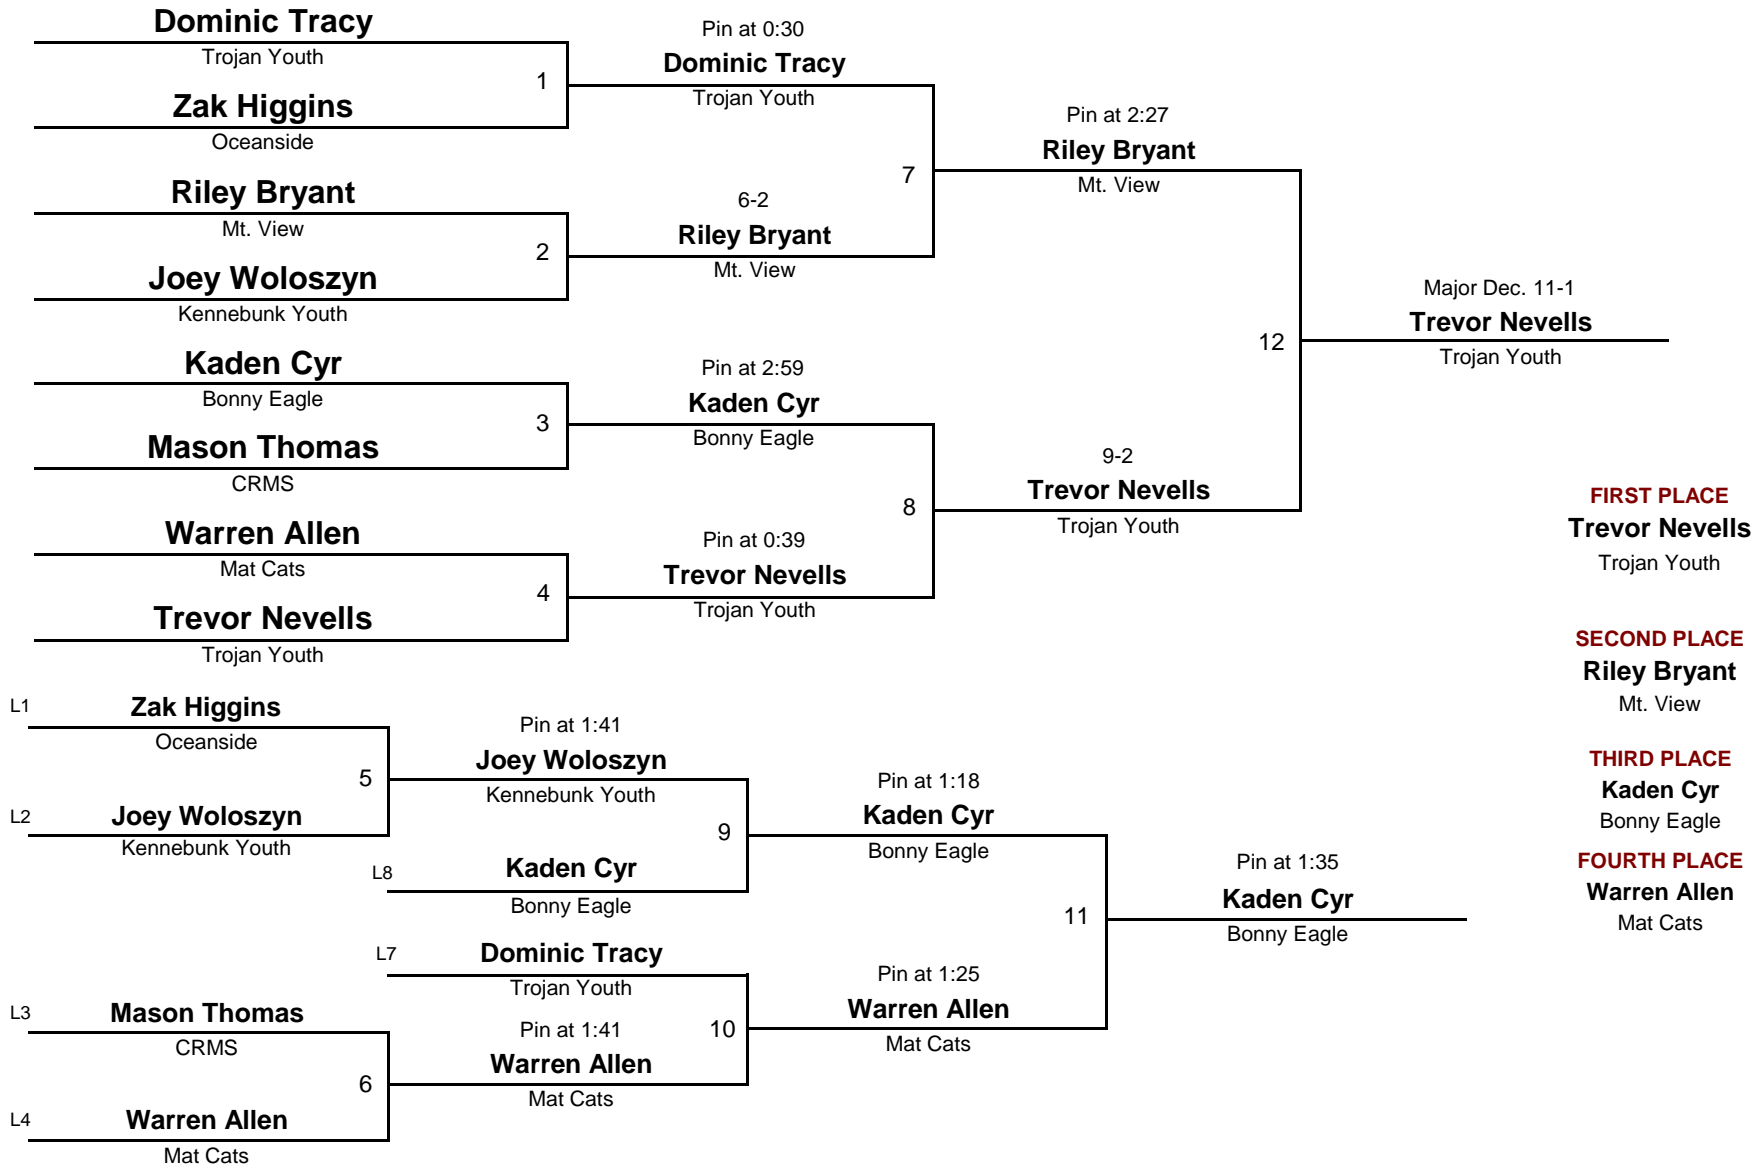 Dominic Tracy
Trojan Youth
1
Zak Higgins
Oceanside
Riley Bryant
Mt. View
2
Joey Woloszyn
Kennebunk Youth
Kaden Cyr
Bonny Eagle
3
Mason Thomas
CRMS
Warren Allen
Mat Cats
4
Trevor Nevells
Trojan Youth
Pin at 0:30
Dominic Tracy
Trojan Youth
7
6-2
Riley Bryant
Mt. View
Pin at 2:59
Kaden Cyr
Bonny Eagle
8
Pin at 0:39
Trevor Nevells
Trojan Youth
Pin at 2:27
Riley Bryant
Mt. View
12
9-2
Trevor Nevells
Trojan Youth
Major Dec. 11-1
Trevor Nevells
Trojan Youth
L1
Zak Higgins
Oceanside
5
L2
Joey Woloszyn
Kennebunk Youth
L3
Mason Thomas
CRMS
6
L4
Warren Allen
Mat Cats
Pin at 1:41
Joey Woloszyn
Kennebunk Youth
9
L8
Kaden Cyr
Bonny Eagle
L7
Dominic Tracy
Trojan Youth
10
Pin at 1:41
Warren Allen
Mat Cats
Pin at 1:18
Kaden Cyr
Bonny Eagle
11
Pin at 1:25
Warren Allen
Mat Cats
Pin at 1:35
Kaden Cyr
Bonny Eagle
FIRST PLACE
Trevor Nevells
Trojan Youth
SECOND PLACE
Riley Bryant
Mt. View
THIRD PLACE
Kaden Cyr
Bonny Eagle
FOURTH PLACE
Warren Allen
Mat Cats